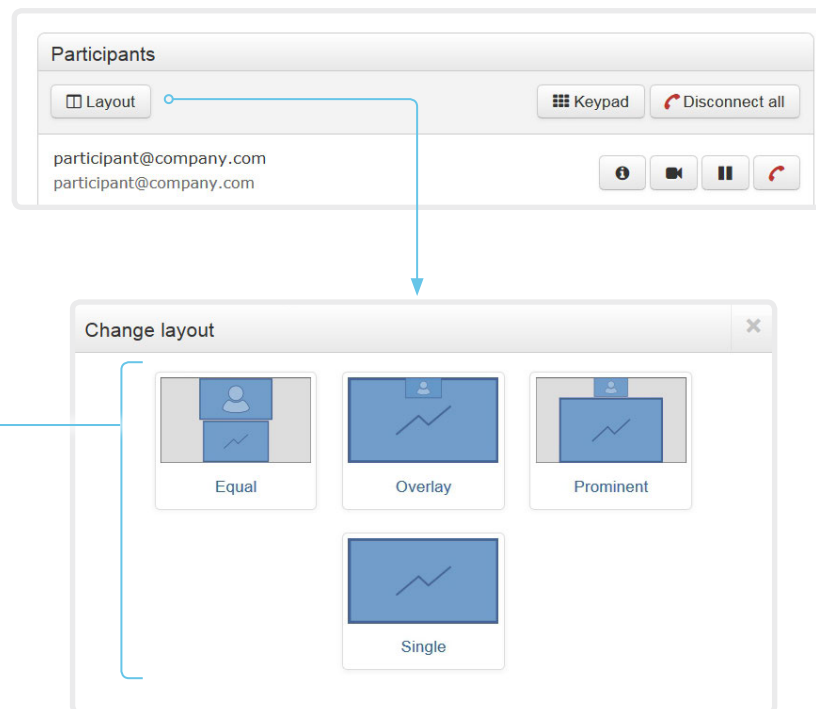 Participants
Layout Keypad Disconnect all
participant@company.com
participant@company.com
Change layout
Equal Overlay Prominent
Single